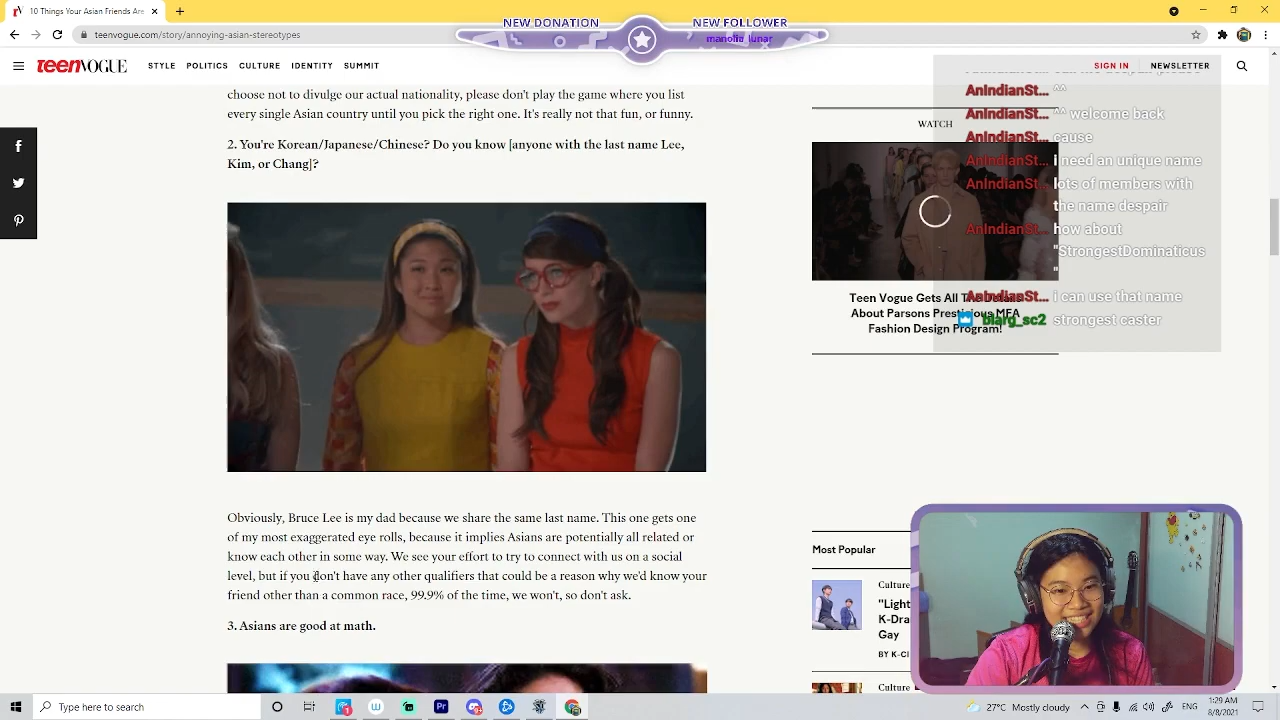 10 Things Your Asian Friends Are
teenvogue.com/story/annoying-asian-stereotypes
NEW DONATION
NEW FOLLOWER
manolin_lunar
teenVOGUE
STYLE
POLITICS
CULTURE
IDENTITY
SUMMIT
SIGN IN
NEWSLETTER
choose not to divulge our actual nationality, please don't play the game where you list
every single Asian country until you pick the right one. It's really not that fun, or funny.
2. You're Korean/Japanese/Chinese? Do you know [anyone with the last name Lee,
Kim, or Chang]?
Obviously, Bruce Lee is my dad because we share the same last name. This one gets one
of my most exaggerated eye rolls, because it implies Asians are potentially all related or
know each other in some way. We see your effort to try to connect with us on a social
level, but if you don't have any other qualifiers that could be a reason why we'd know your
friend other than a common race, 99.9% of the time, we won't, so don't ask.
3. Asians are good at math.
WATCH
Teen Vogue Gets All The Details
About Parsons Prestigious MFA
Fashion Design Program!
AnIndianSt... ^^
AnIndianSt... ^^ welcome back
AnIndianSt... cause
AnIndianSt... i need an unique name
AnIndianSt... lots of members with
the name despair
AnIndianSt... how about
"StrongestDominaticus
"
AnIndianSt... i can use that name
blarg_sc2 strongest caster
Most Popular
Culture
"Light
K-Dra
Gay
BY K-CI
Culture
Type here to search
27°C Mostly cloudy
ENG
1:29 AM
8/8/2021